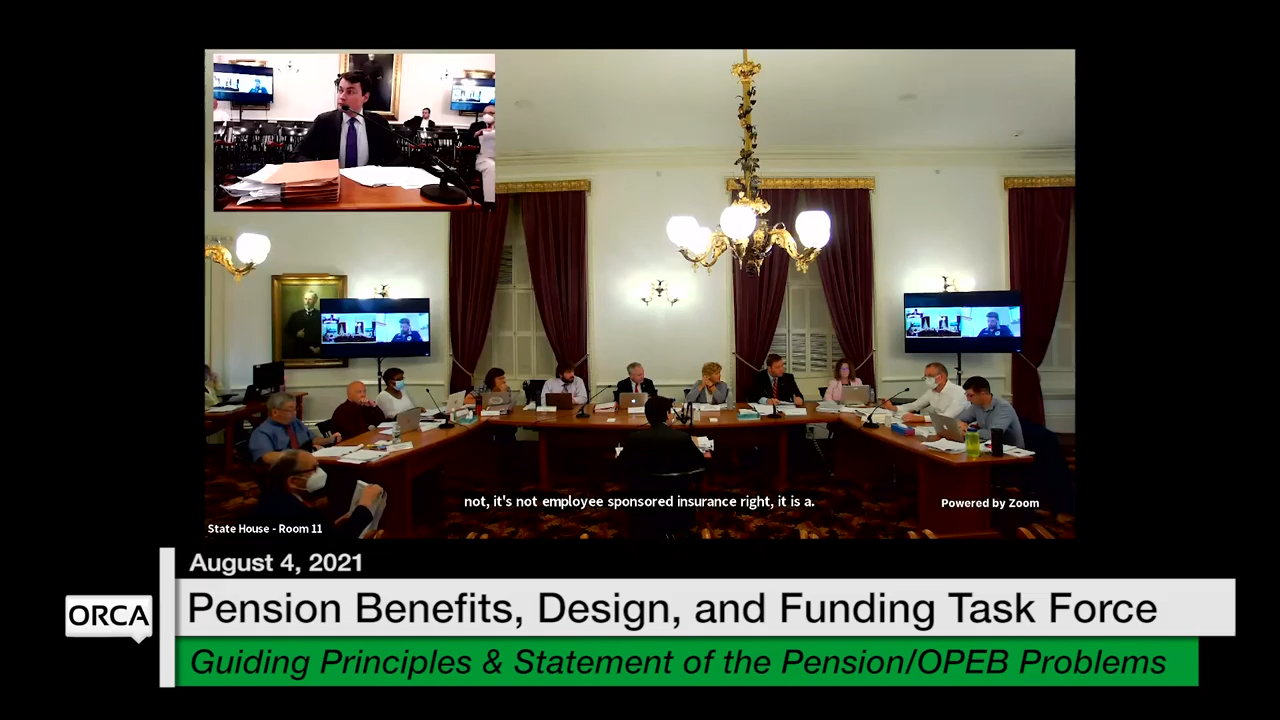 not, it's not employee sponsored insurance right, it is a.
Powered by Zoom
State House - Room 11
August 4, 2021
ORCA
Pension Benefits, Design, and Funding Task Force
Guiding Principles & Statement of the Pension/OPEB Problems